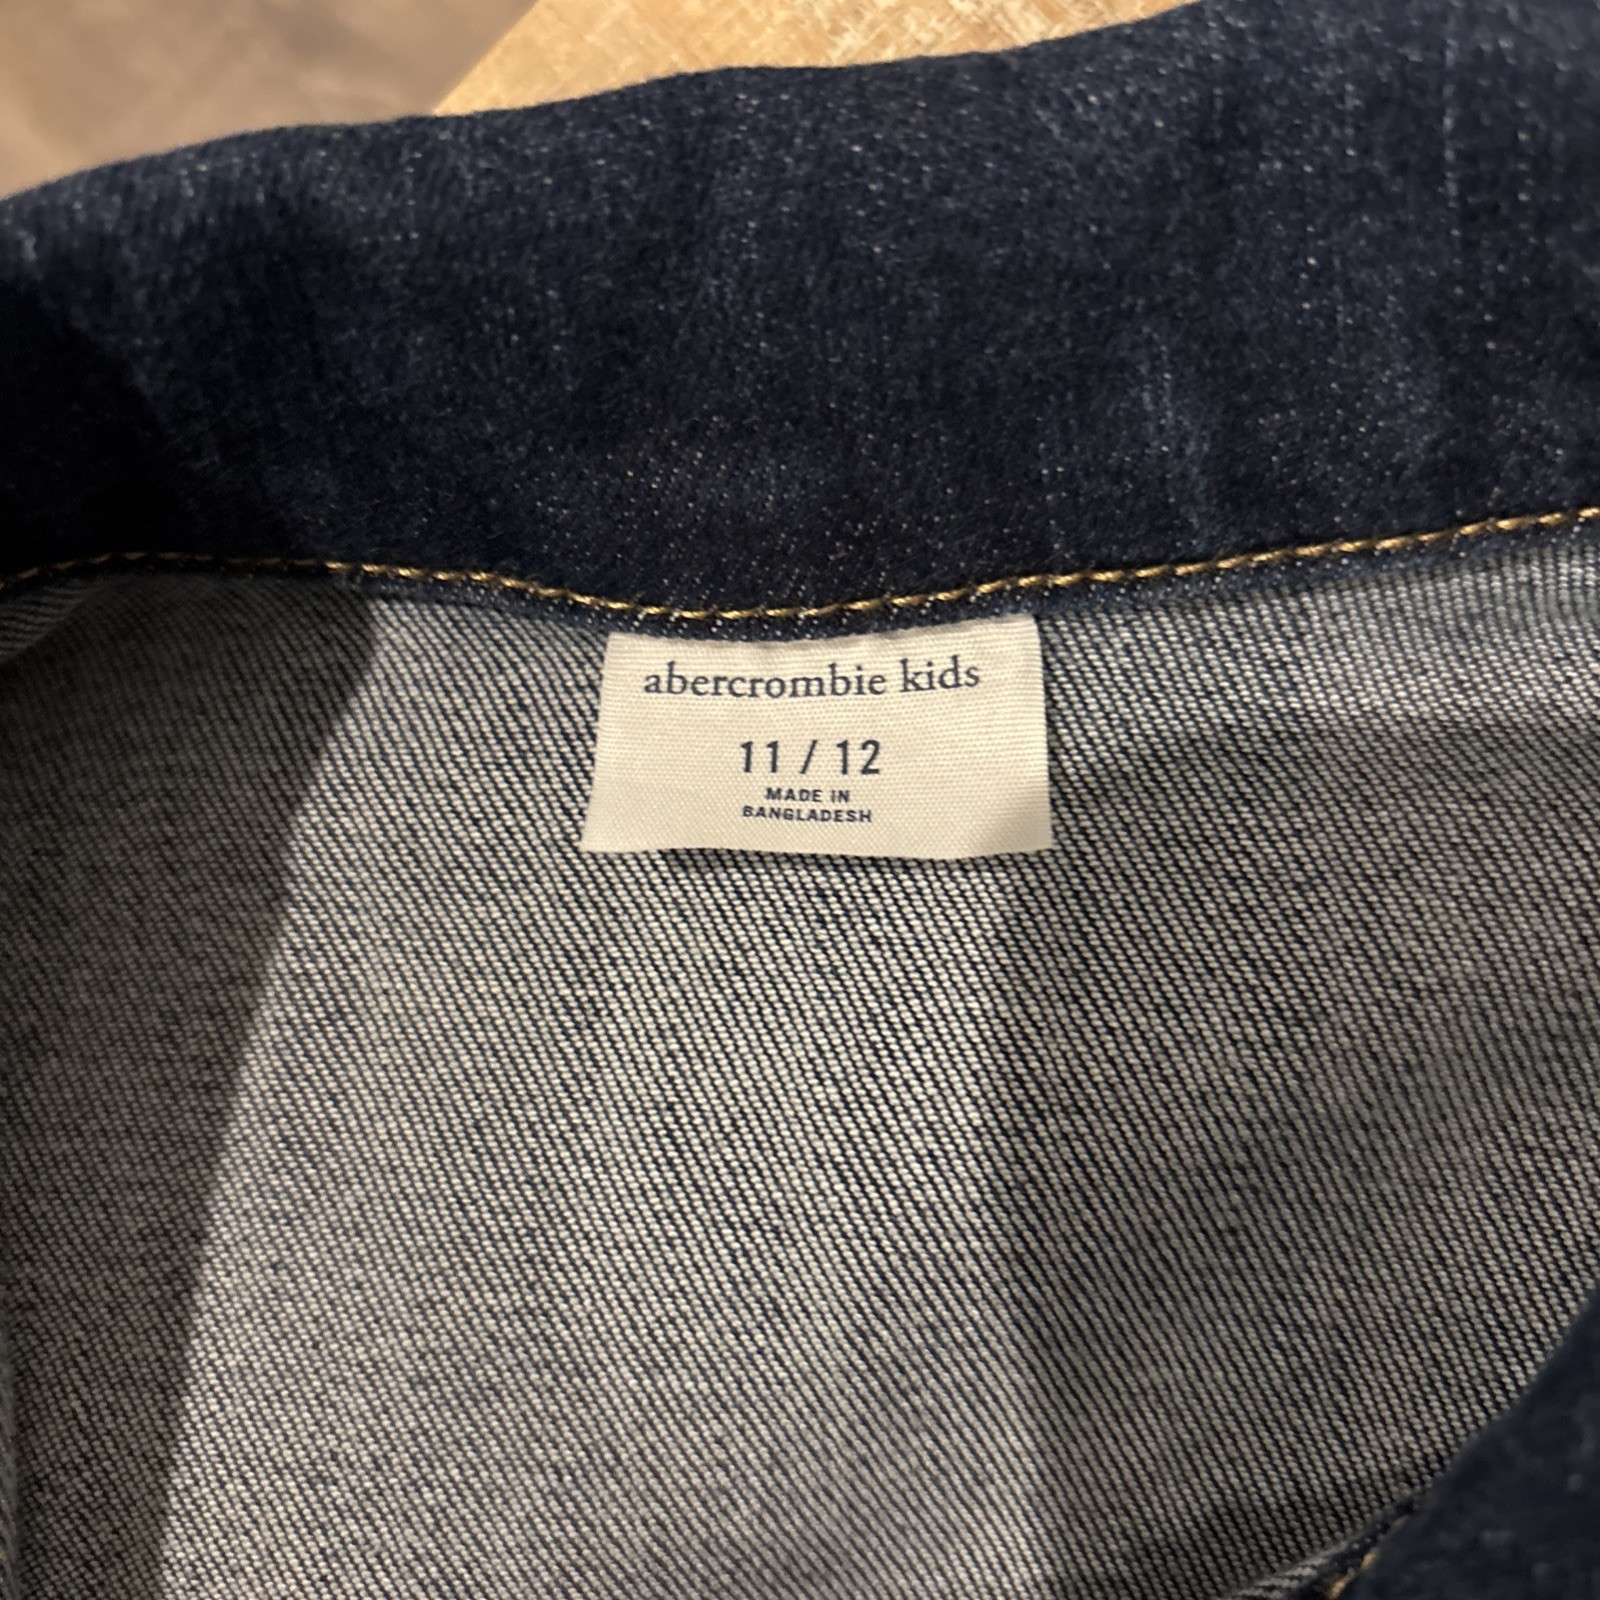 abercrombie kids
11 / 12
MADE IN
BANGLADESH